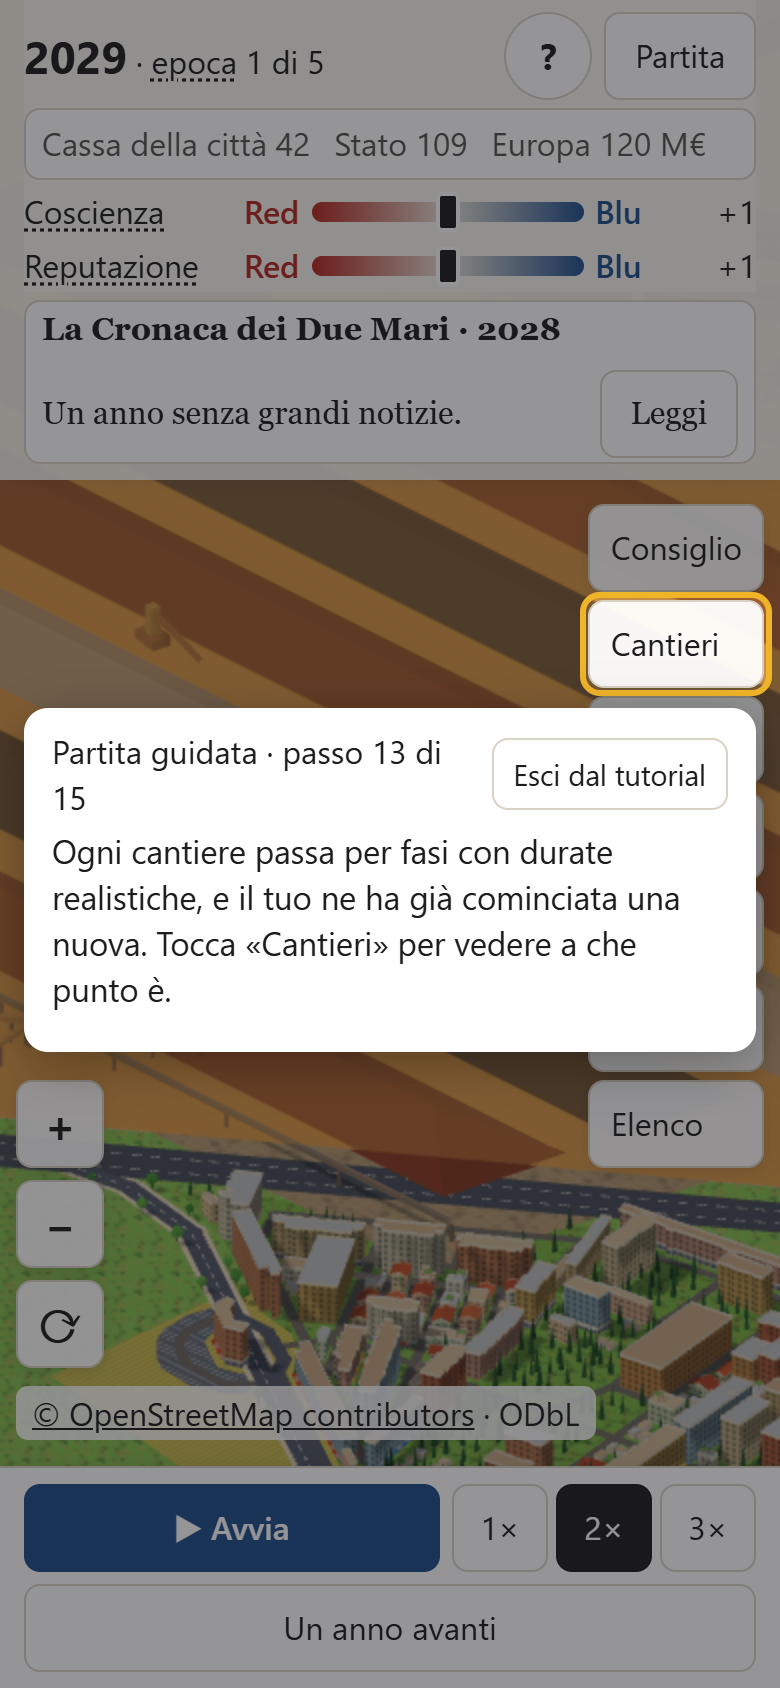 2029 · epoca 1 di 5
?
Partita
Cassa della città 42 Stato 109 Europa 120 M€
Coscienza Red Blu +1
Reputazione Red Blu +1
La Cronaca dei Due Mari · 2028
Un anno senza grandi notizie.
Leggi
Consiglio
Cantieri
Partita guidata · passo 13 di
15
Esci dal tutorial
Ogni cantiere passa per fasi con durate
realistiche, e il tuo ne ha già cominciata una
nuova. Tocca «Cantieri» per vedere a che
punto è.
+
Elenco
−
© OpenStreetMap contributors · ODbL
▶ Avvia
1×
2×
3×
Un anno avanti